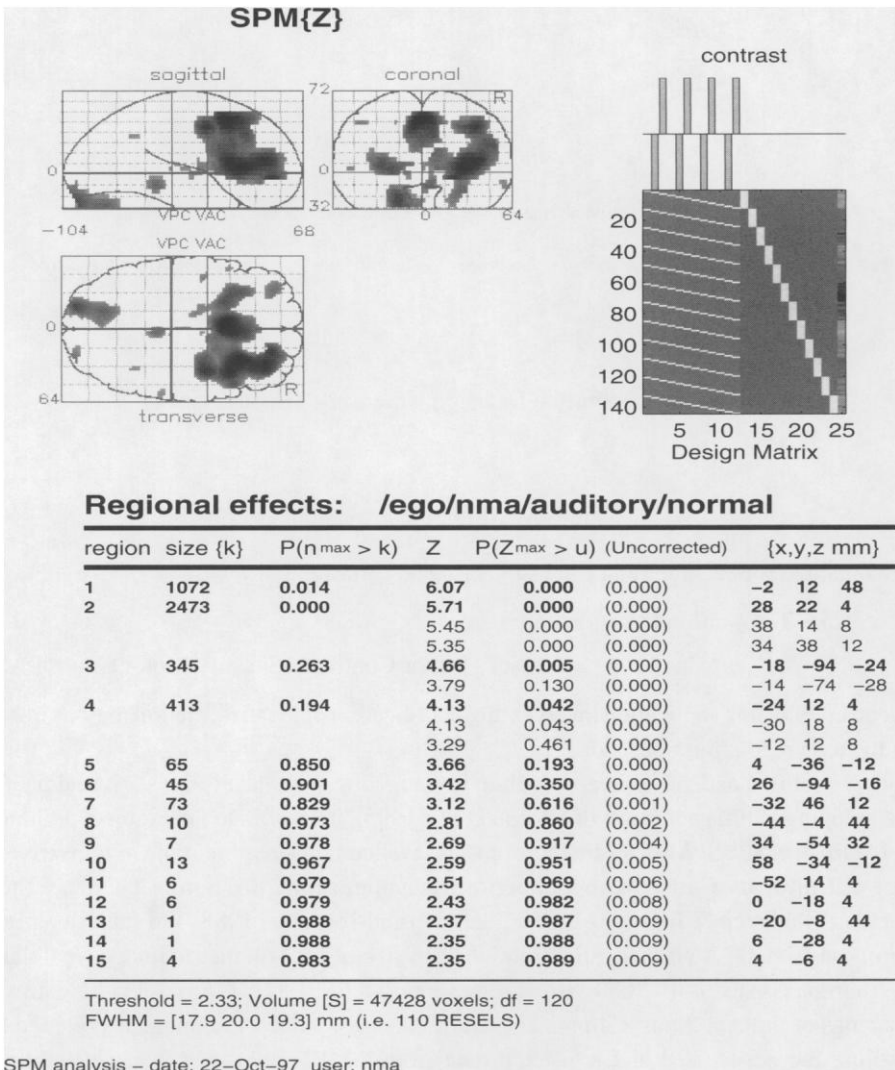 SPM{Z}
sagittal
coronal
72
R
0
0
32
-104
VPC VAC
68
0
64
VPC VAC
0
64
R
transverse
contrast
20
40
60
80
100
120
140
5 10 15 20 25
Design Matrix
Regional effects: /ego/nma/auditory/normal
region size {k} P(n max > k) Z P(Z max > u) (Uncorrected) {x,y,z mm}
1 1072 0.014 6.07 0.000 (0.000) −2 12 48
2 2473 0.000 5.71 0.000 (0.000) 28 22 4
5.45 0.000 (0.000) 38 14 8
5.35 0.000 (0.000) 34 38 12
3 345 0.263 4.66 0.005 (0.000) −18 −94 −24
3.79 0.130 (0.000) −14 −74 −28
4 413 0.194 4.13 0.042 (0.000) −24 12 4
4.13 0.043 (0.000) −30 18 8
3.29 0.461 (0.000) −12 12 8
5 65 0.850 3.66 0.193 (0.000) 4 −36 −12
6 45 0.901 3.42 0.350 (0.000) 26 −94 −16
7 73 0.829 3.12 0.616 (0.001) −32 46 12
8 10 0.973 2.81 0.860 (0.002) −44 −4 44
9 7 0.978 2.69 0.917 (0.004) 34 −54 32
10 13 0.967 2.59 0.951 (0.005) 58 −34 −12
11 6 0.979 2.51 0.969 (0.006) −52 14 4
12 6 0.979 2.43 0.982 (0.008) 0 −18 4
13 1 0.988 2.37 0.987 (0.009) −20 −8 44
14 1 0.988 2.35 0.988 (0.009) 6 −28 4
15 4 0.983 2.35 0.989 (0.009) 4 −6 4
Threshold = 2.33; Volume [S] = 47428 voxels; df = 120
FWHM = [17.9 20.0 19.3] mm (i.e. 110 RESELS)
SPM analysis − date: 22−Oct−97 user: nma